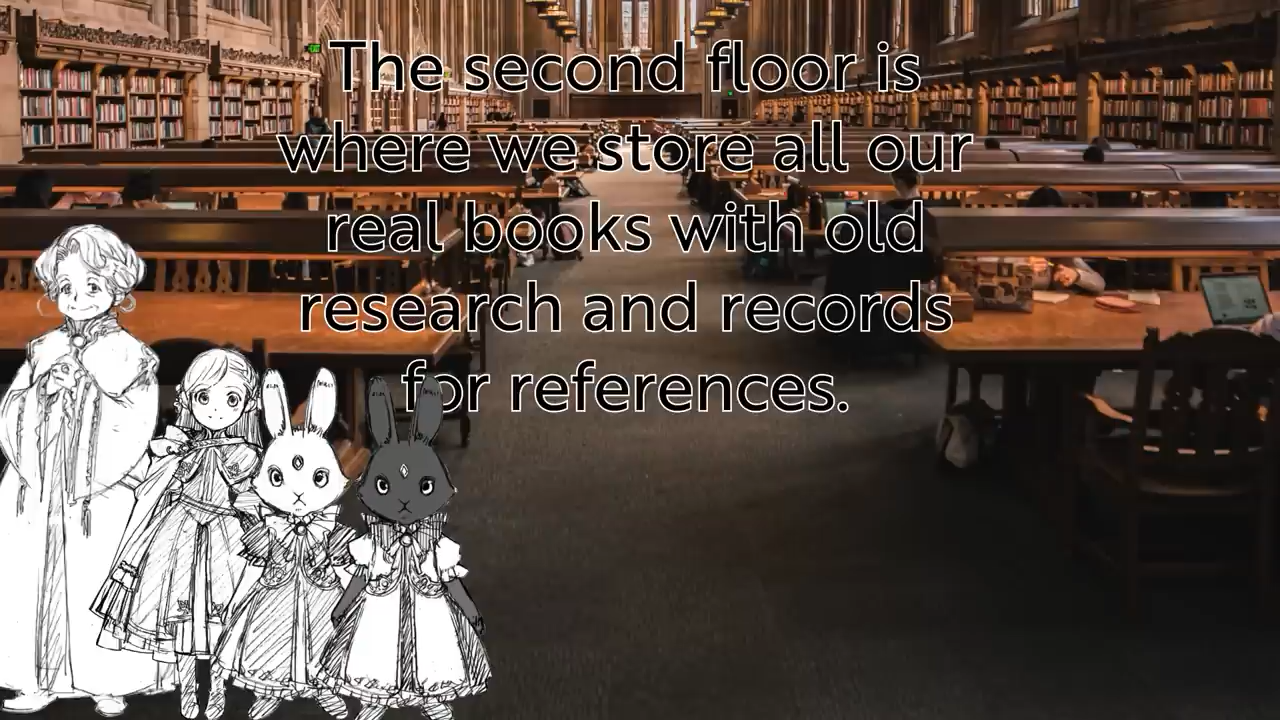 The second floor is
where we store all our
real books with old
research and records
for references.